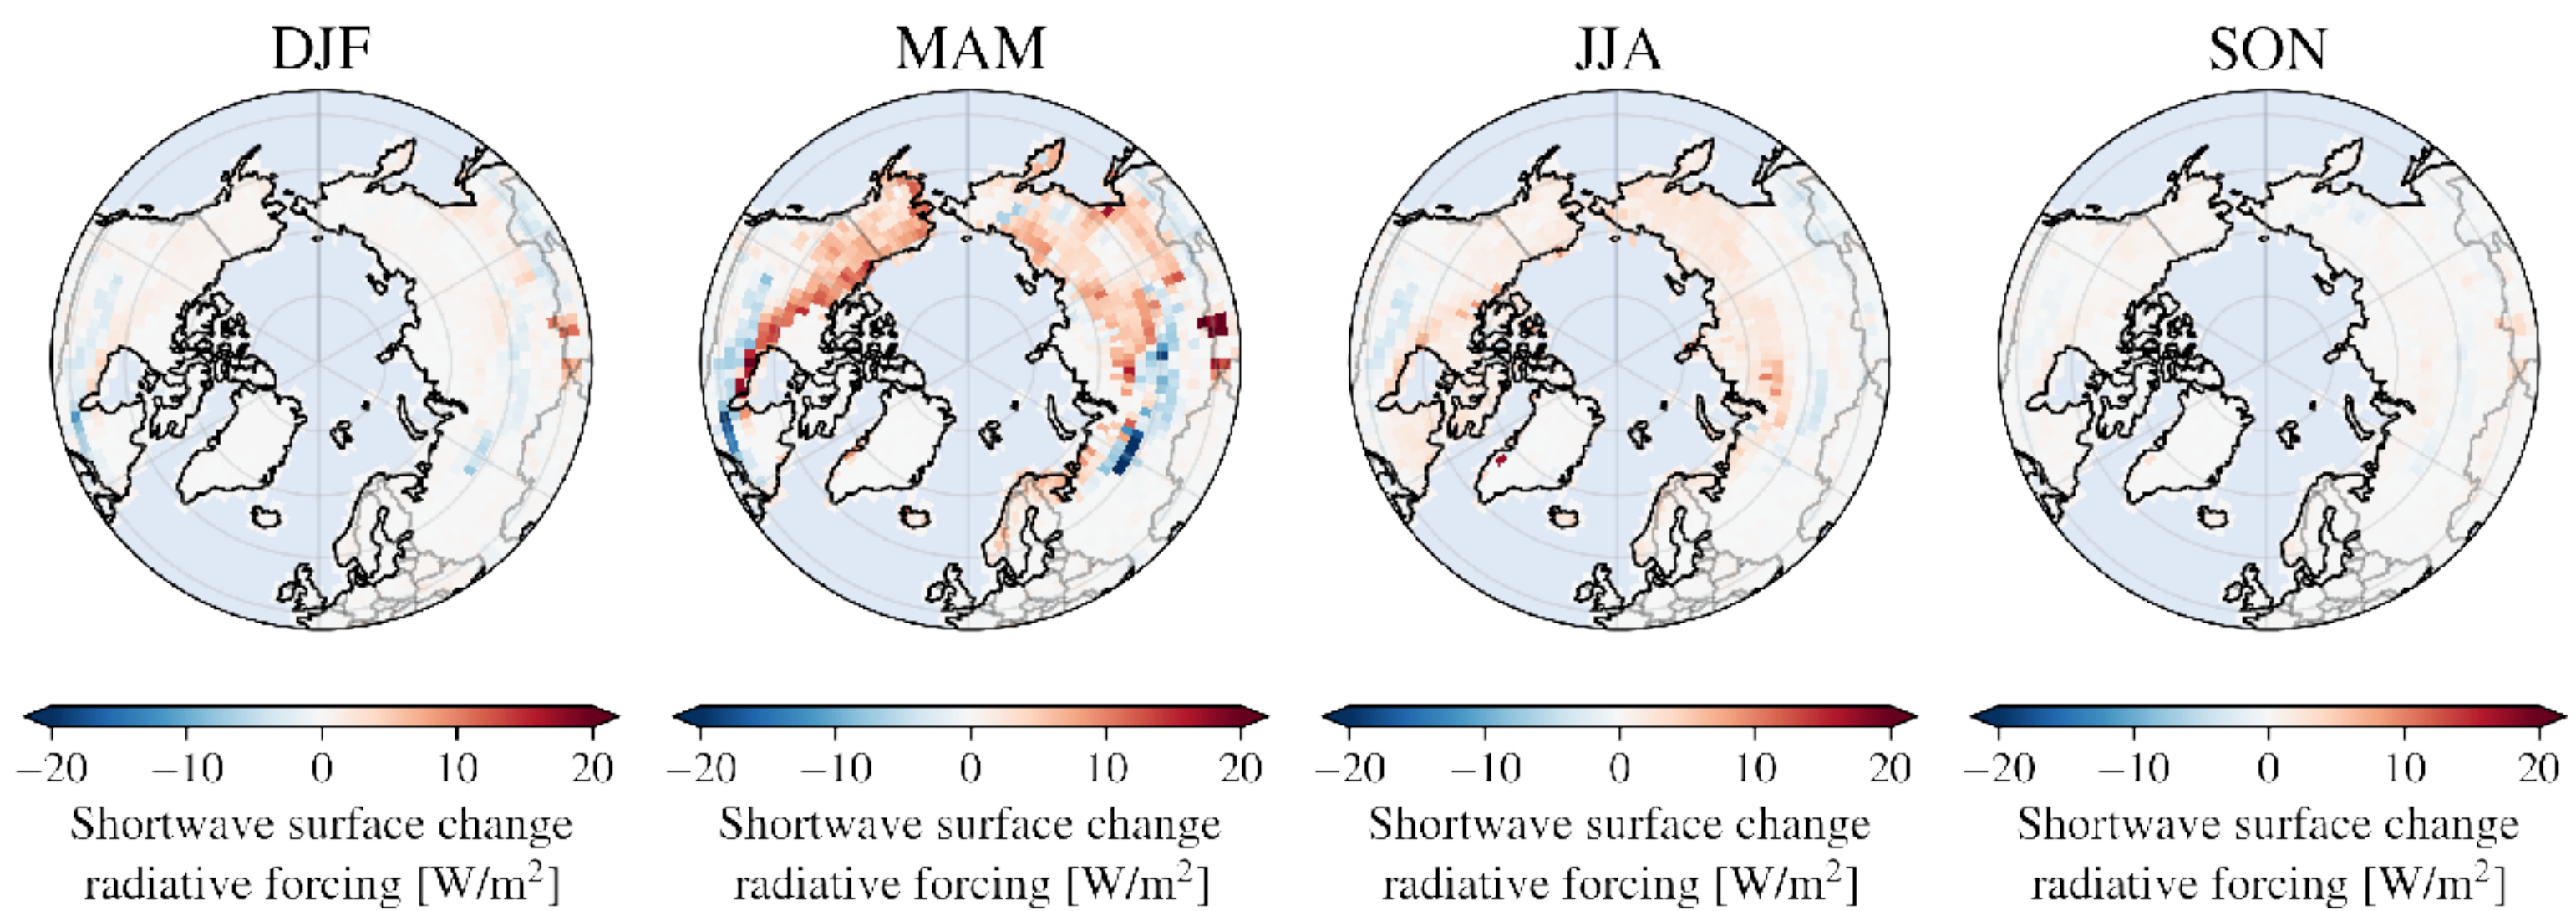 DJF
MAM
JJA
SON
−20 −10 0 10 20
−20 −10 0 10 20
−20 −10 0 10 20
−20 −10 0 10 20
Shortwave surface change
radiative forcing [W/m²]
Shortwave surface change
radiative forcing [W/m²]
Shortwave surface change
radiative forcing [W/m²]
Shortwave surface change
radiative forcing [W/m²]